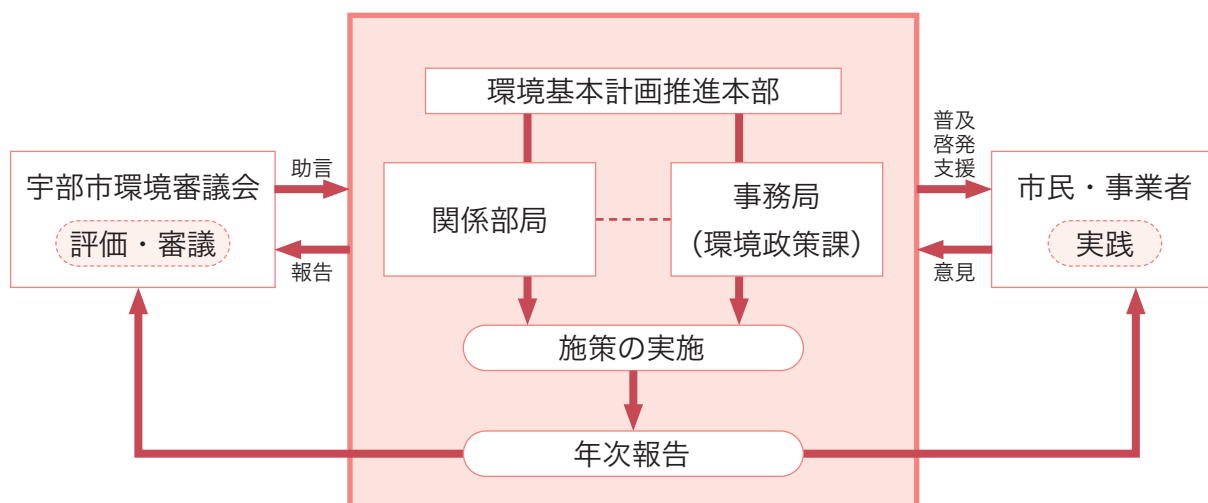 環境基本計画推進本部
宇部市環境審議会
評価・審議
助言
報告
関係部局
事務局
（環境政策課）
普及
啓発
支援
意見
市民・事業者
実践
施策の実施
年次報告